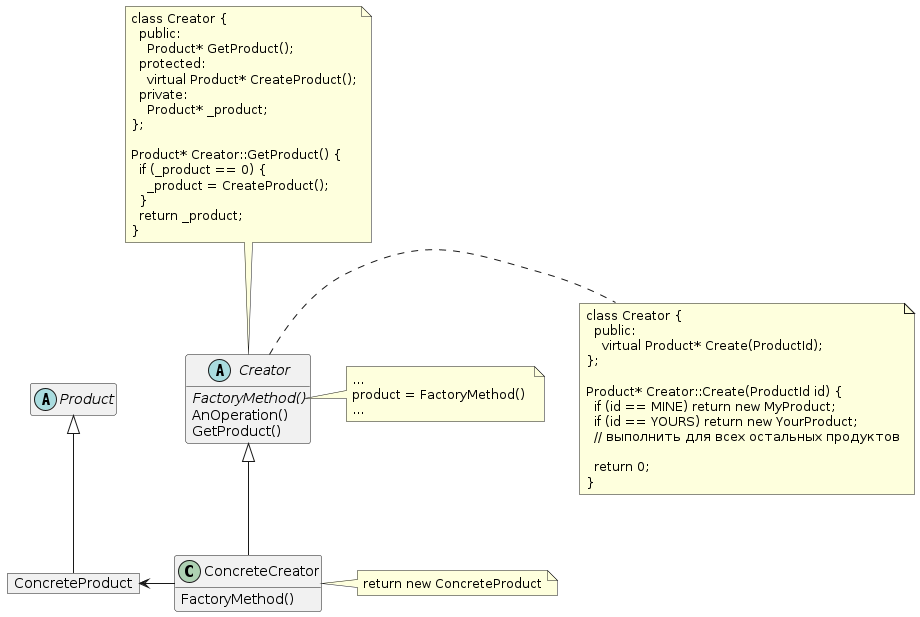 class Creator {
  public:
    Product* GetProduct();
  protected:
    virtual Product* CreateProduct();
  private:
    Product* _product;
};

Product* Creator::GetProduct() {
  if (_product == 0) {
    _product = CreateProduct();
  }
  return _product;
}
class Creator {
  public:
    virtual Product* Create(ProductId);
};

Product* Creator::Create(ProductId id) {
  if (id == MINE) return new MyProduct;
  if (id == YOURS) return new YourProduct;
  // выполнить для всех остальных продуктов

  return 0;
}
A Product
A Creator
FactoryMethod()
AnOperation()
GetProduct()
...
product = FactoryMethod()
...
ConcreteProduct
C ConcreteCreator
FactoryMethod()
return new ConcreteProduct